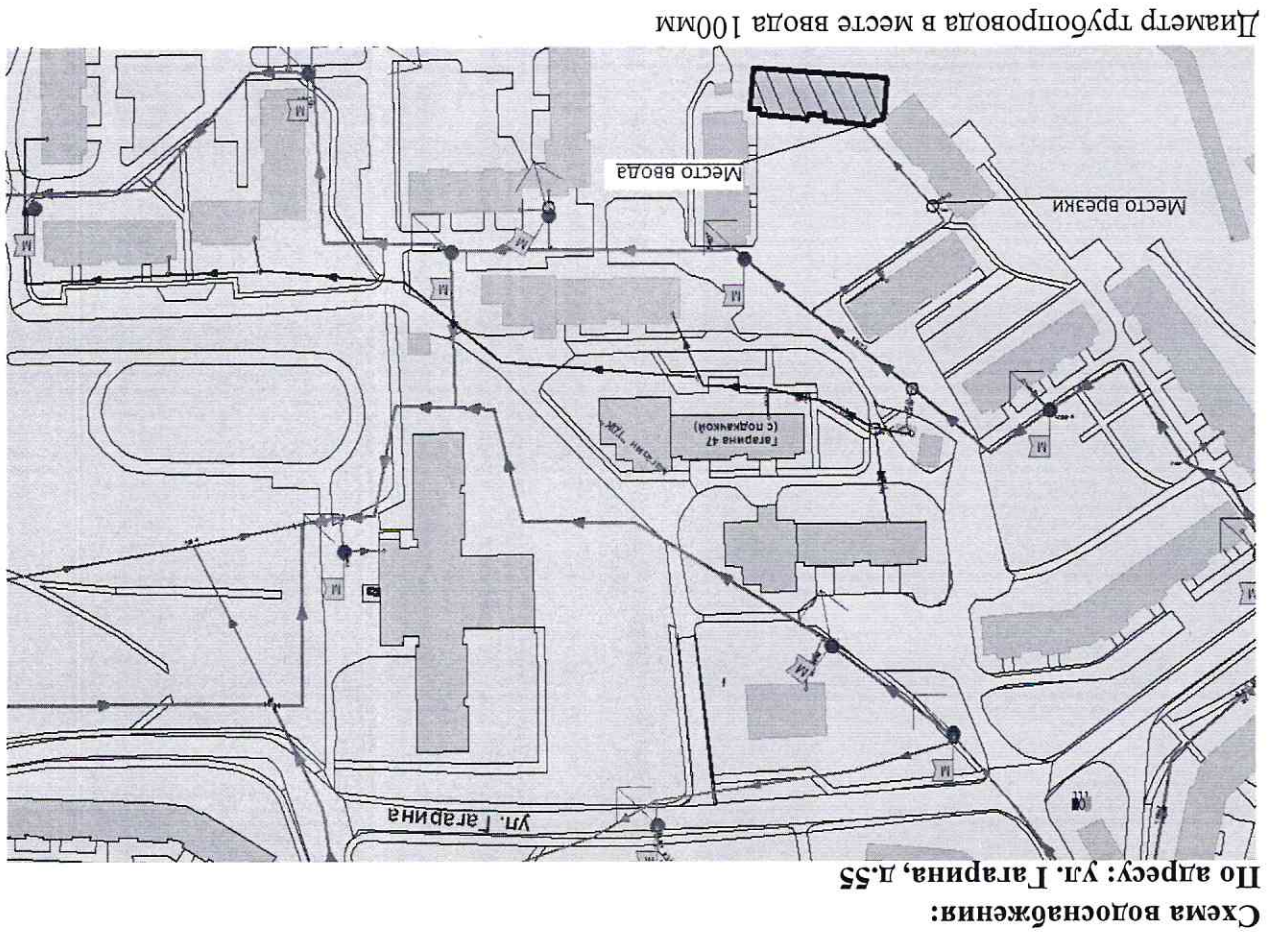 Схема водоснабжения:
По адресу: ул. Гагарина, д.55
ул. Гагарина
М
М
М
М
М
Гагарина 47
(с подкачкой)
М
М
М
М
М
М
Место врезки
Место ввода
М
Диаметр трубопровода в месте ввода 100мм